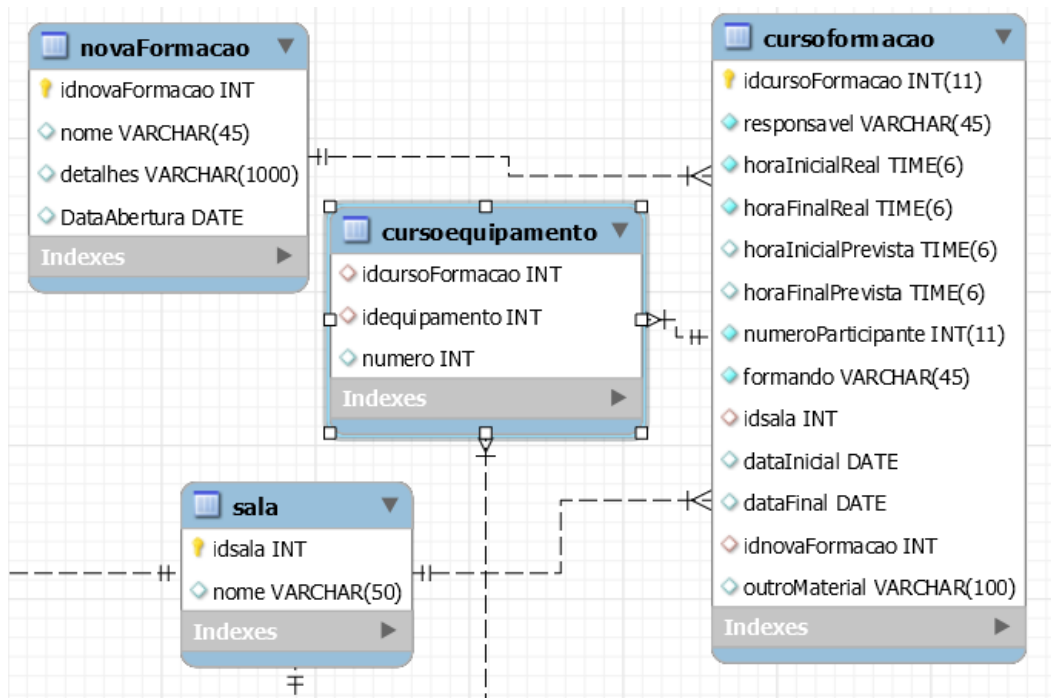 novaFormacao
idnovaFormacao INT
nome VARCHAR(45)
detalhes VARCHAR(1000)
DataAbertura DATE
Indexes
cursoequipamento
idcursoFormacao INT
idequipamento INT
numero INT
Indexes
sala
idsala INT
nome VARCHAR(50)
Indexes
cursoformacao
idcursoFormacao INT(11)
responsavel VARCHAR(45)
horaInicialReal TIME(6)
horaFinalReal TIME(6)
horaInicialPrevista TIME(6)
horaFinalPrevista TIME(6)
numeroParticipante INT(11)
formando VARCHAR(45)
idsala INT
dataInicial DATE
dataFinal DATE
idnovaFormacao INT
outroMaterial VARCHAR(100)
Indexes